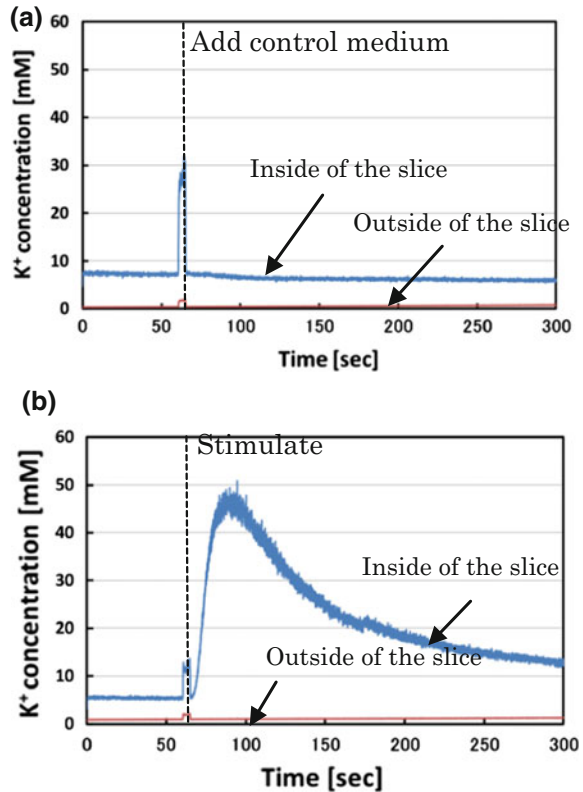 (a)
Add control medium
Inside of the slice
Outside of the slice
K⁺ concentration [mM]
60
50
40
30
20
10
0
0 50 100 150 200 250 300
Time [sec]
(b)
Stimulate
Inside of the slice
Outside of the slice
K⁺ concentration [mM]
60
50
40
30
20
10
0
0 50 100 150 200 250 300
Time [sec]